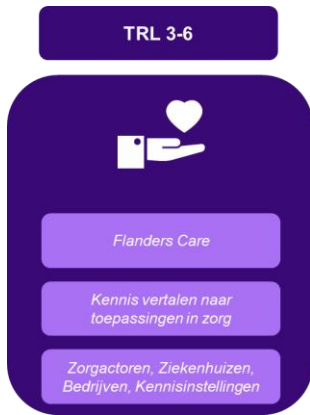 TRL 3-6
Flanders Care
Kennis vertalen naar
toepassingen in zorg
Zorgactoren, Ziekenhuizen,
Bedrijven, Kennisinstellingen